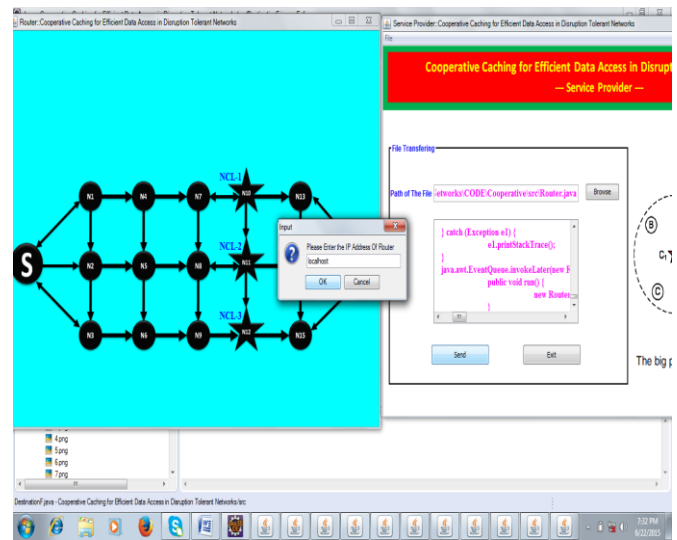 Router::Cooperative Caching for Efficient Data Access in Disruption Tolerant Networks
Service Provider::Cooperative Caching for Efficient Data Access in Disruption Tolerant Networks
File
Cooperative Caching for Efficient Data Access in Disrupt
--- Service Provider ---
File Transfering
Path of The File
etworks\CODE\Cooperative\src\Router.java
Browse
} catch (Exception e1) {
e1.printStackTrace();
}
java.awt.EventQueue.invokeLater(new R
public void run() {
new Router
}
Send
Exit
B
C1
C
The big p
NCL-1
N1
N4
N7
N10
N13
NCL-2
S
N2
N5
N8
N11
NCL-3
N3
N6
N9
N12
N15
Input
Please Enter the IP Address Of Router
localhost
OK
Cancel
4.png
5.png
6.png
7.png
DestinationF.java - Cooperative Caching for Efficient Data Access in Disruption Tolerant Networks/src
7:32 PM
6/22/2015